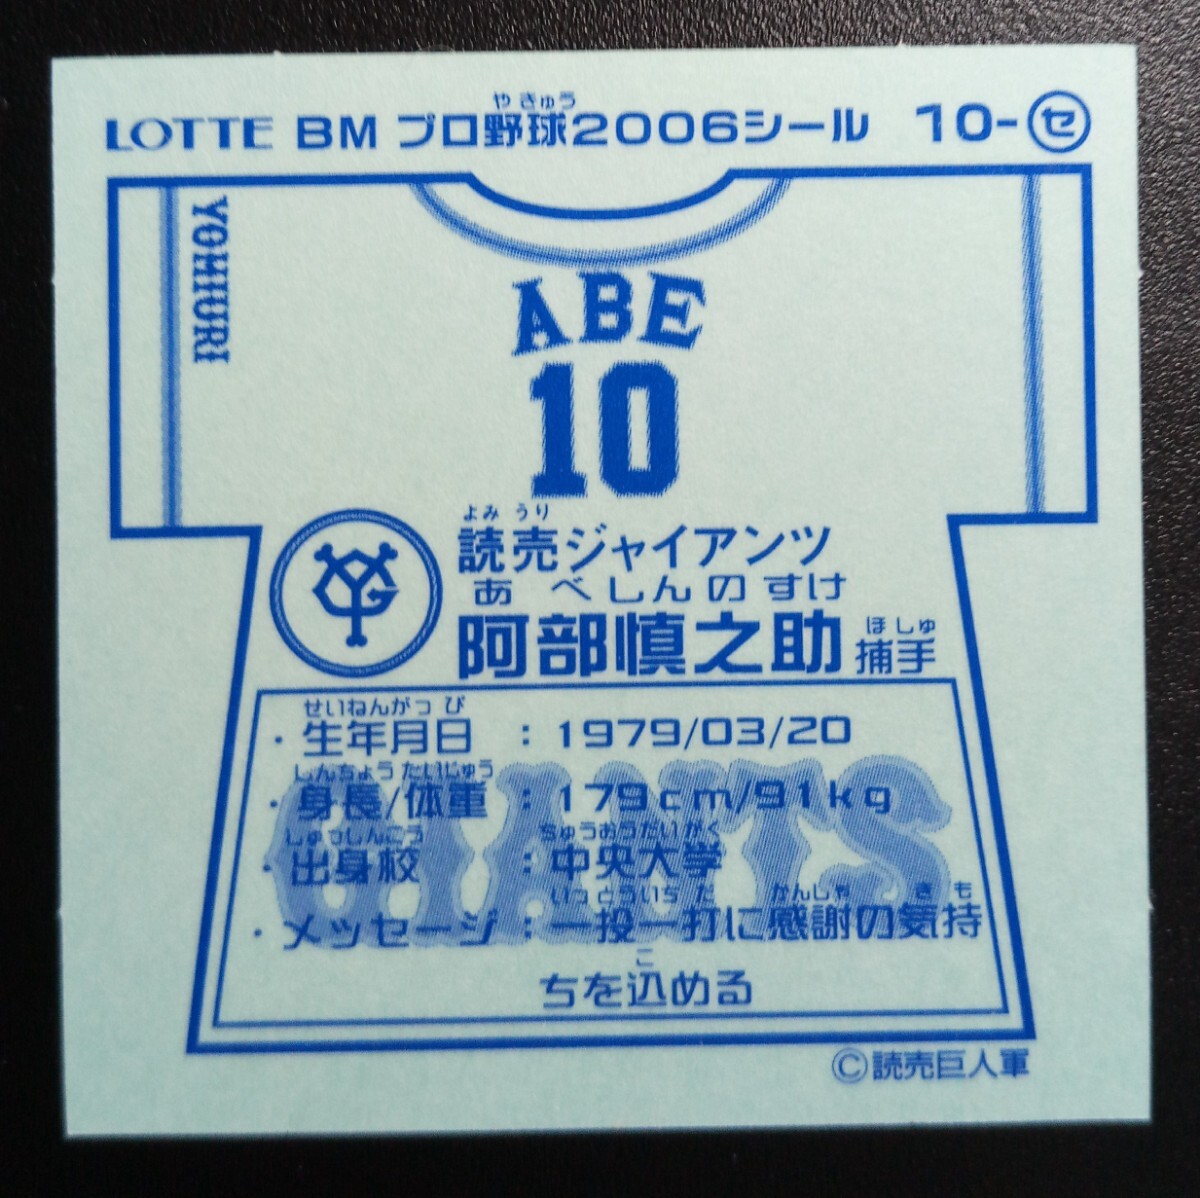 やきゅう
LOTTE BM プロ野球2006シール 10-㋝
YOMIURI
ABE
10
よみうり
読売ジャイアンツ
YG
あべしんのすけ
ほしゅ
阿部慎之助 捕手
せいねんがっぴ
・生年月日 : 1979/03/20
しんちょう たいじゅう
・身長/体重 : 179cm/91kg
しゅっしんこう ちゅうおうだいがく
・出身校 : 中央大学
いっとういちだ かんしゃ きも
・メッセージ : 一投一打に感謝の気持
こ
ちを込める
GIANTS
©読売巨人軍